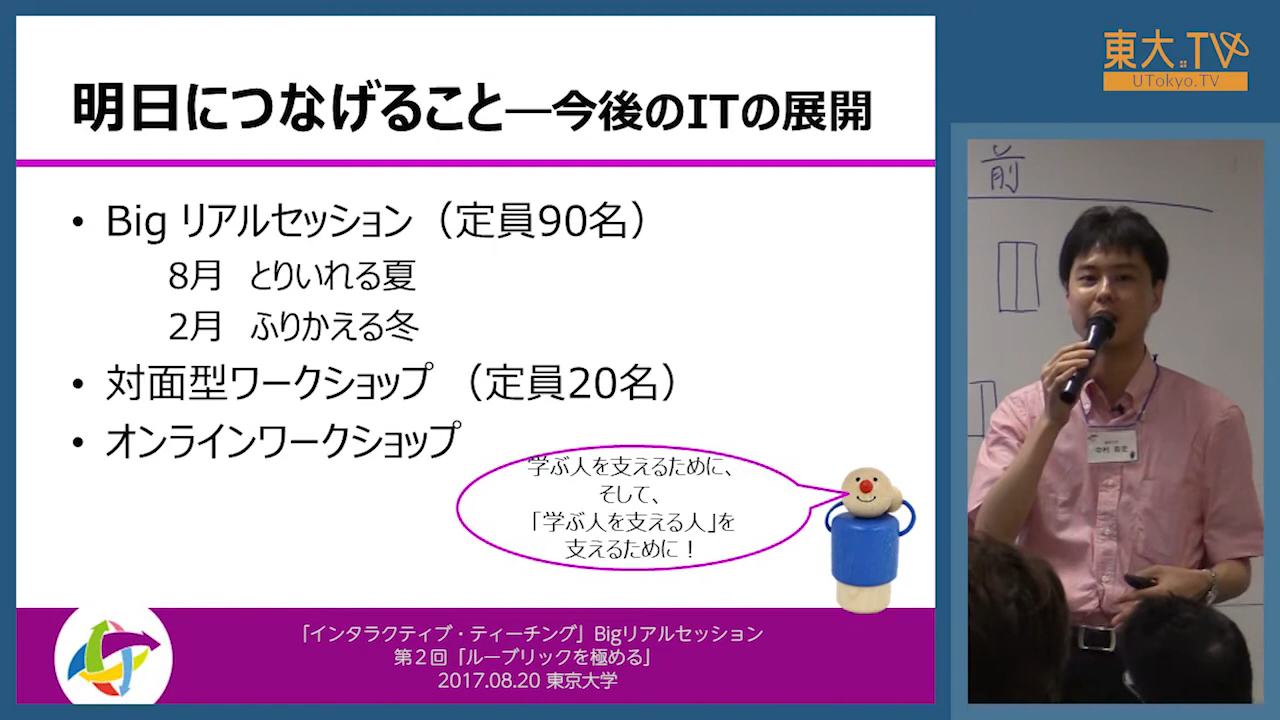 明日につなげること―今後のITの展開
• Big リアルセッション（定員90名）
8月　とりいれる夏
2月　ふりかえる冬
• 対面型ワークショップ （定員20名）
• オンラインワークショップ
学ぶ人を支えるために、
そして、
「学ぶ人を支える人」を
支えるために！
「インタラクティブ・ティーチング」Bigリアルセッション
第２回「ルーブリックを極める」
2017.08.20 東京大学
東大.TV
UTokyo.TV
前
中村